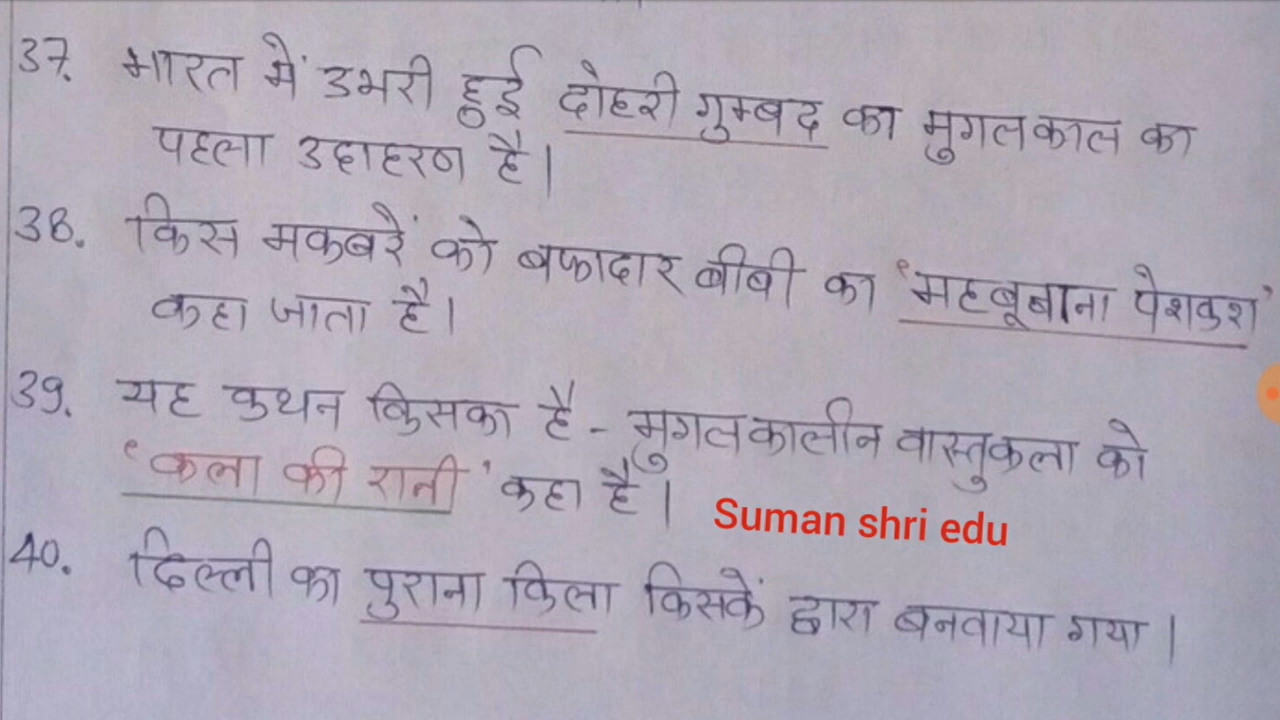 37. भारत में उभरी हुई दोहरी गुम्बद का मुगलकाल का
पहला उदाहरण है।
38. किस मकबरें को बफादार बीबी का 'महबूबाना पेशकश'
कहा जाता है।
39. यह कथन किसका है - मुगलकालीन वास्तुकला को
'कला की रानी' कहा है।
Suman shri edu
40. दिल्ली का पुराना किला किसकें द्वारा बनवाया गया।